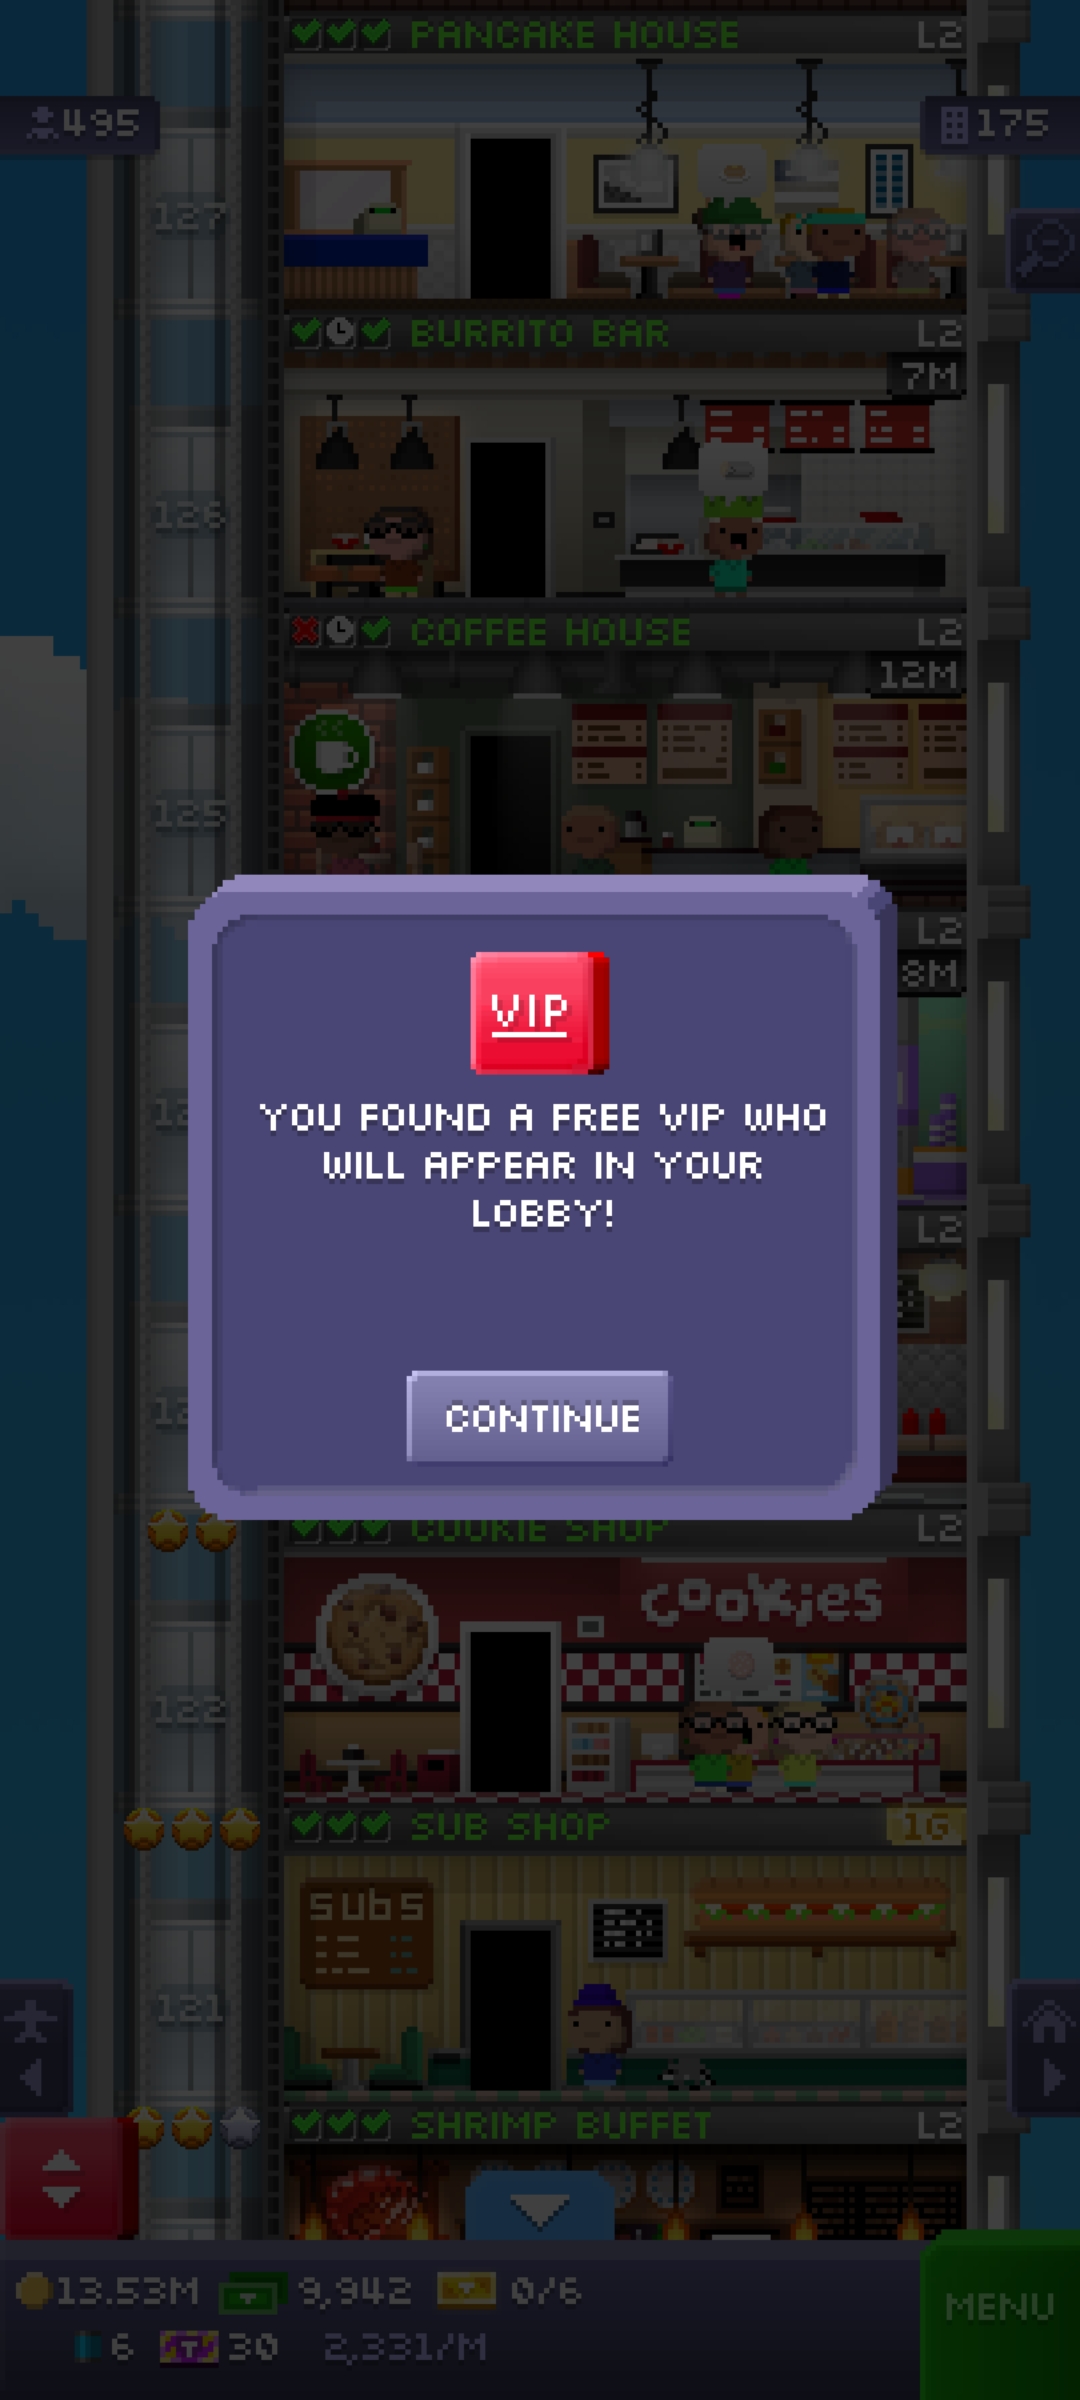 PANCAKE HOUSE L2
495
175
127
BURRITO BAR L2
7M
126
COFFEE HOUSE L2
12M
125
L2
8M
VIP
YOU FOUND A FREE VIP WHO
WILL APPEAR IN YOUR
LOBBY!
L2
CONTINUE
COOKIE SHOP L2
cookies
122
SUB SHOP 1G
subs
121
SHRIMP BUFFET L2
13.53M 9,942 0/6
MENU
6 T 30 2,331/M